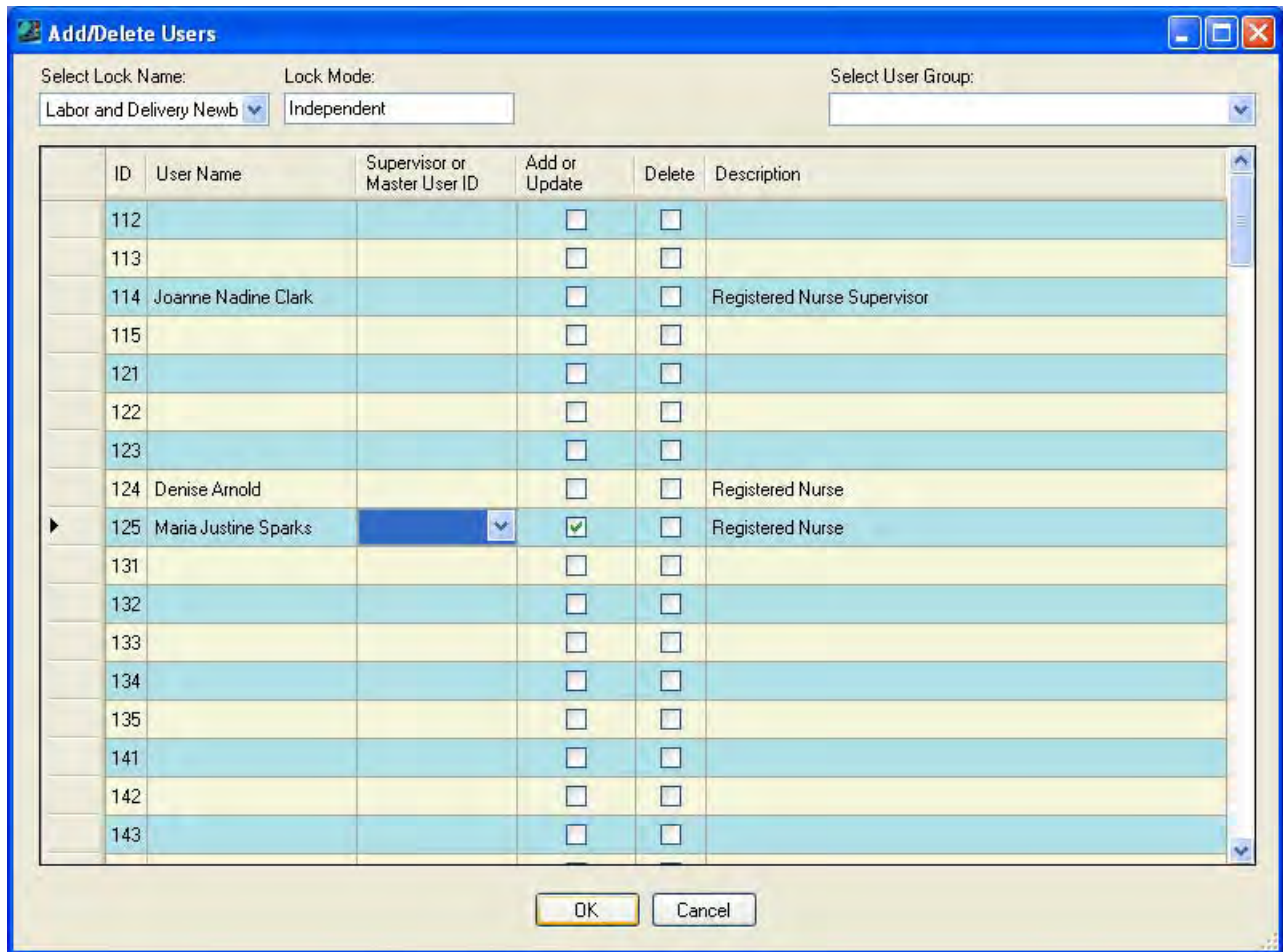 Add/Delete Users
Select Lock Name: Lock Mode: Select User Group:
Labor and Delivery Newb Independent
ID User Name Supervisor or Master User ID Add or Update Delete Description
112
113
114 Joanne Nadine Clark Registered Nurse Supervisor
115
121
122
123
124 Denise Arnold Registered Nurse
125 Maria Justine Sparks Registered Nurse
131
132
133
134
135
141
142
143
OK Cancel